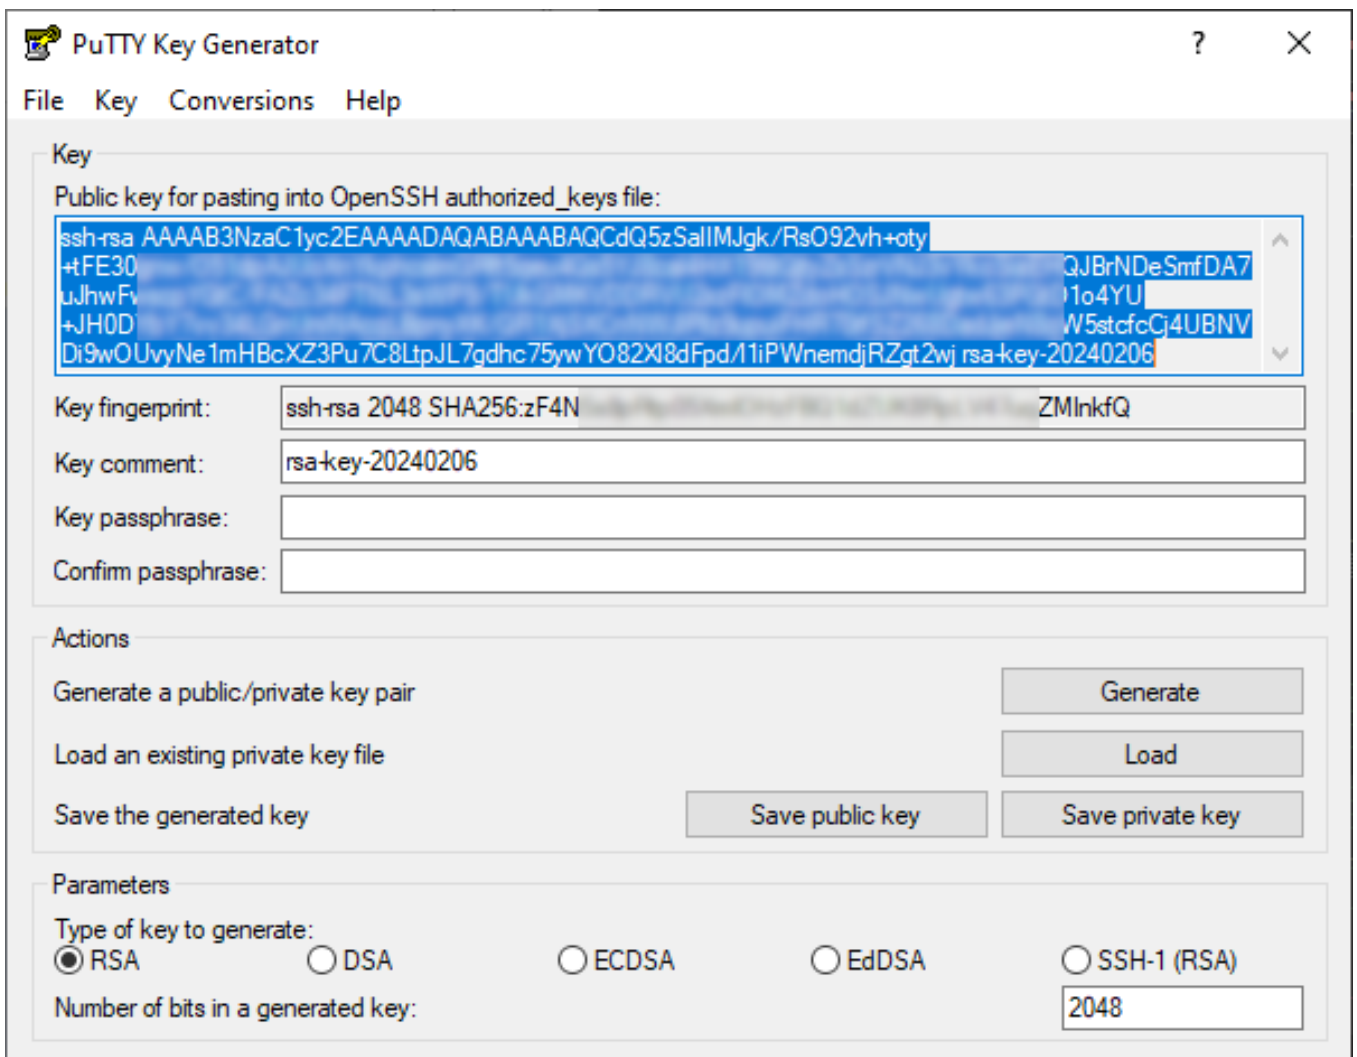 PuTTY Key Generator
?
File Key Conversions Help
Key
Public key for pasting into OpenSSH authorized_keys file:
ssh-rsa AAAAB3NzaC1yc2EAAAADAQABAAABAQCdQ5zSalIMJgk/RsO92vh+oty
+tFE30 QJBrNDeSmfDA7
uJhwF 1o4YU
+JH0D W5stcfcCj4UBNV
Di9wOUvyNe1mHBcXZ3Pu7C8LtpJL7gdhc75ywYO82XI8dFpd/I1iPWnemdjRZgt2wj rsa-key-20240206
Key fingerprint: ssh-rsa 2048 SHA256:zF4N ZMInkfQ
Key comment: rsa-key-20240206
Key passphrase:
Confirm passphrase:
Actions
Generate a public/private key pair Generate
Load an existing private key file Load
Save the generated key Save public key Save private key
Parameters
Type of key to generate:
RSA DSA ECDSA EdDSA SSH-1 (RSA)
Number of bits in a generated key: 2048